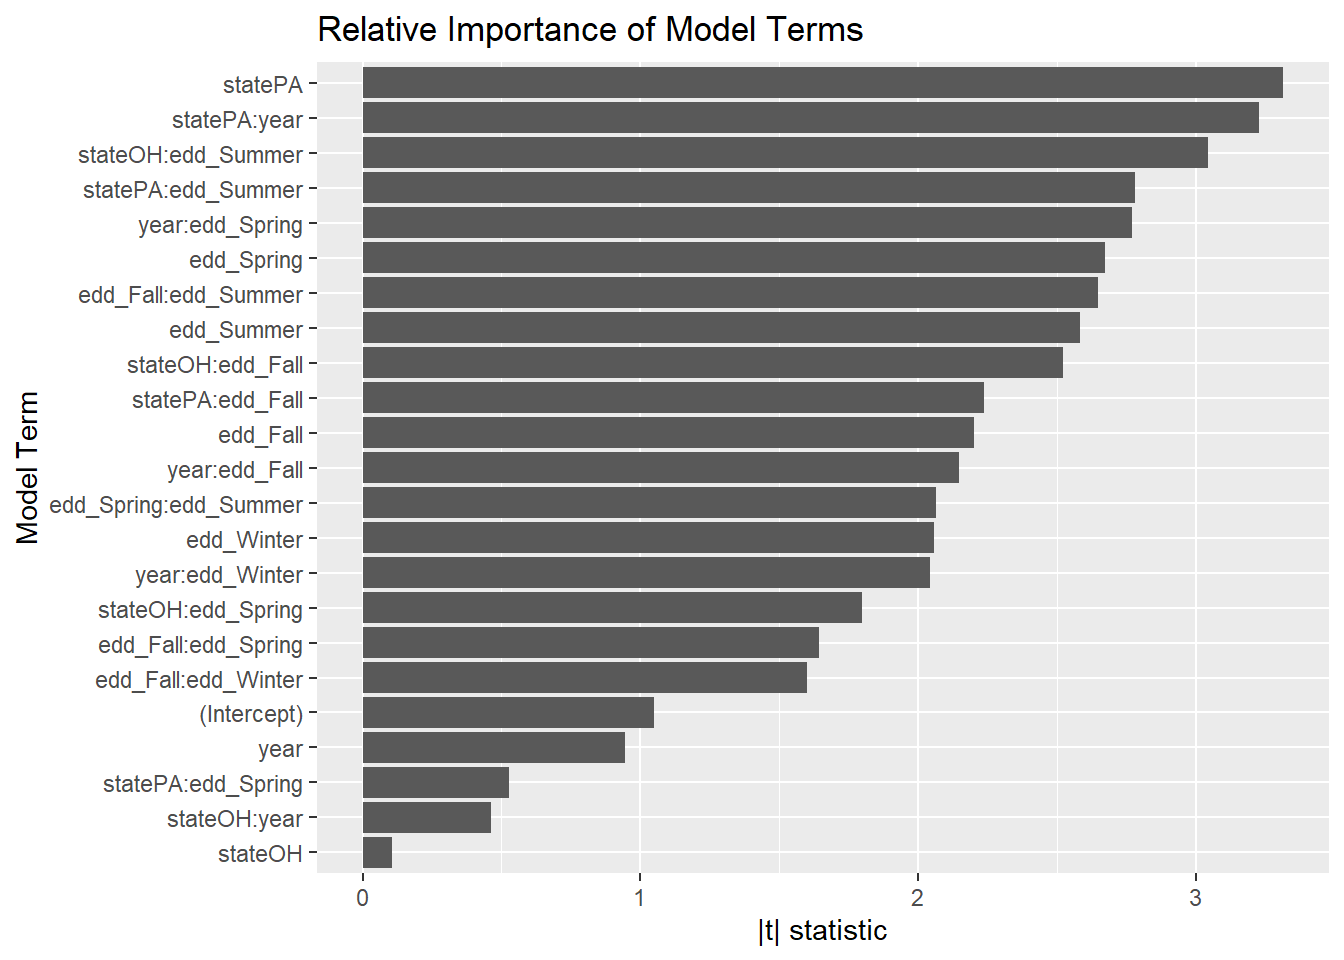 Relative Importance of Model Terms
Model Term
statePA
statePA:year
stateOH:edd_Summer
statePA:edd_Summer
year:edd_Spring
edd_Spring
edd_Fall:edd_Summer
edd_Summer
stateOH:edd_Fall
statePA:edd_Fall
edd_Fall
year:edd_Fall
edd_Spring:edd_Summer
edd_Winter
year:edd_Winter
stateOH:edd_Spring
edd_Fall:edd_Spring
edd_Fall:edd_Winter
(Intercept)
year
statePA:edd_Spring
stateOH:year
stateOH
0 1 2 3
|t| statistic